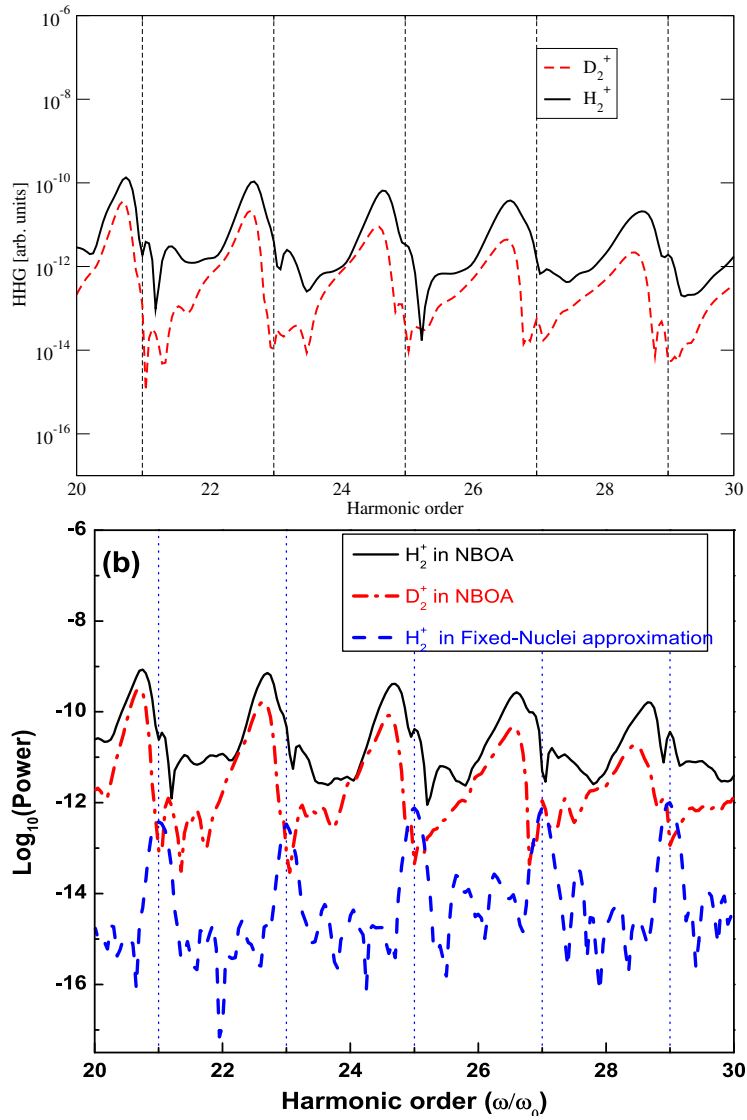 10⁻⁶
10⁻⁸
10⁻¹⁰
10⁻¹²
10⁻¹⁴
10⁻¹⁶
HHG [arb. units]
D₂⁺
H₂⁺
20 22 24 26 28 30
Harmonic order
(b)
H₂⁺ in NBOA
D₂⁺ in NBOA
H₂⁺ in Fixed-Nuclei approximation
-6
-8
-10
-12
-14
-16
Log₁₀(Power)
20 22 24 26 28 30
Harmonic order (ω/ω₀)